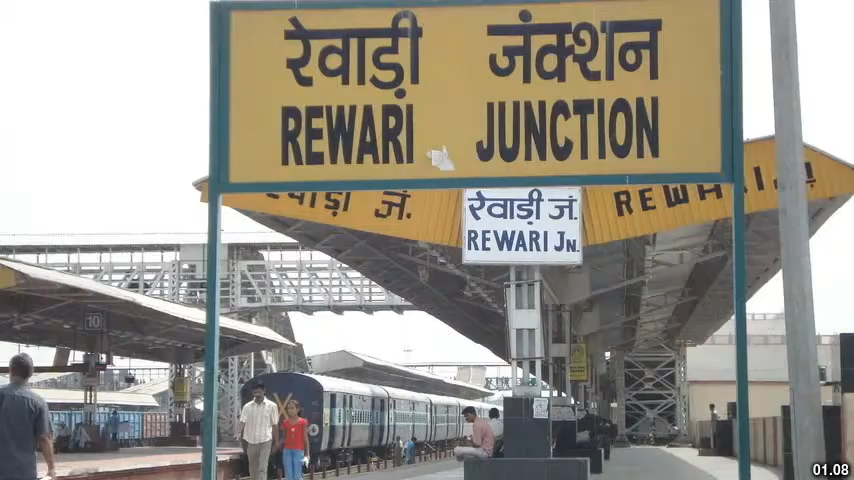 रेवाड़ी जंक्शन
REWARI JUNCTION
रेवाड़ी जं.
REWARI JN.
रेवाड़ी जं.
REWARI
10
01.08